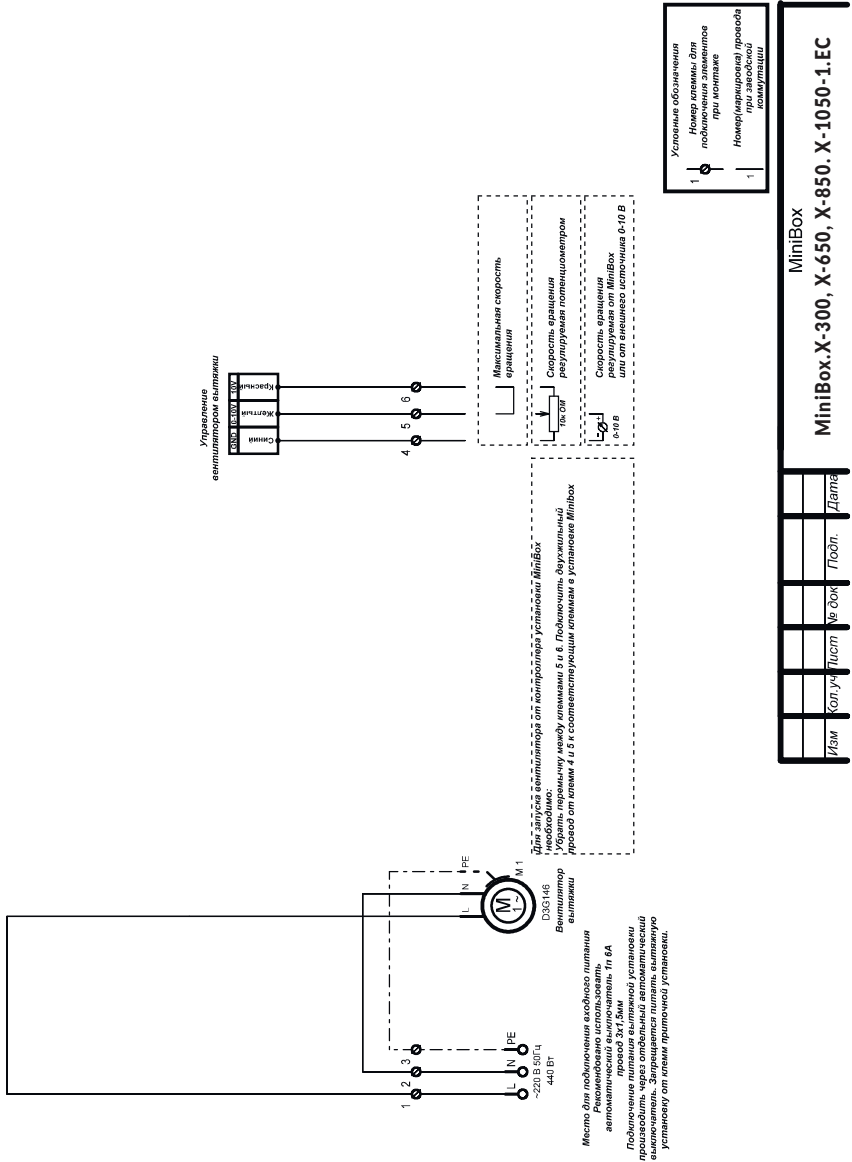 Условные обозначения
1
Номер клеммы для
подключения элементов
при монтаже
1
Номер(маркировка) провода
при заводской
коммутации
MiniBox
MiniBox.X-300, X-650, X-850. X-1050-1.EC
Изм
Кол.уч
Лист
№ док
Подп.
Дата
Управление
вентилятором вытяжки
GND
0-10V
10V
Синий
Желтый
Красный
4
5
6
Максимальная скорость
вращения
10к ОМ
Скорость вращения
регулируемая потенциометром
- +
0-10 В
Скорость вращения
регулируемая от MiniBox
или от внешнего источника 0-10 В
Для запуска вентилятора от контроллера установки MiniBox
необходимо:
Убрать перемычку между клеммами 5 и 6. Подключить двухжильный
провод от клемм 4 и 5 к соответствующим клеммам в установке Minibox
L
N
PE
M
1 ~
M 1
D3G146
Вентилятор
вытяжки
1
2
3
L
N
PE
~220 В 50Гц
440 Вт
Место для подключения входного питания
Рекомендовано использовать
автоматический выключатель 1п 6А
провод 3х1,5мм
Подключение питания вытяжной установки
производить через отдельный автоматический
выключатель. Запрещается питать вытяжную
установку от клемм приточной установки.